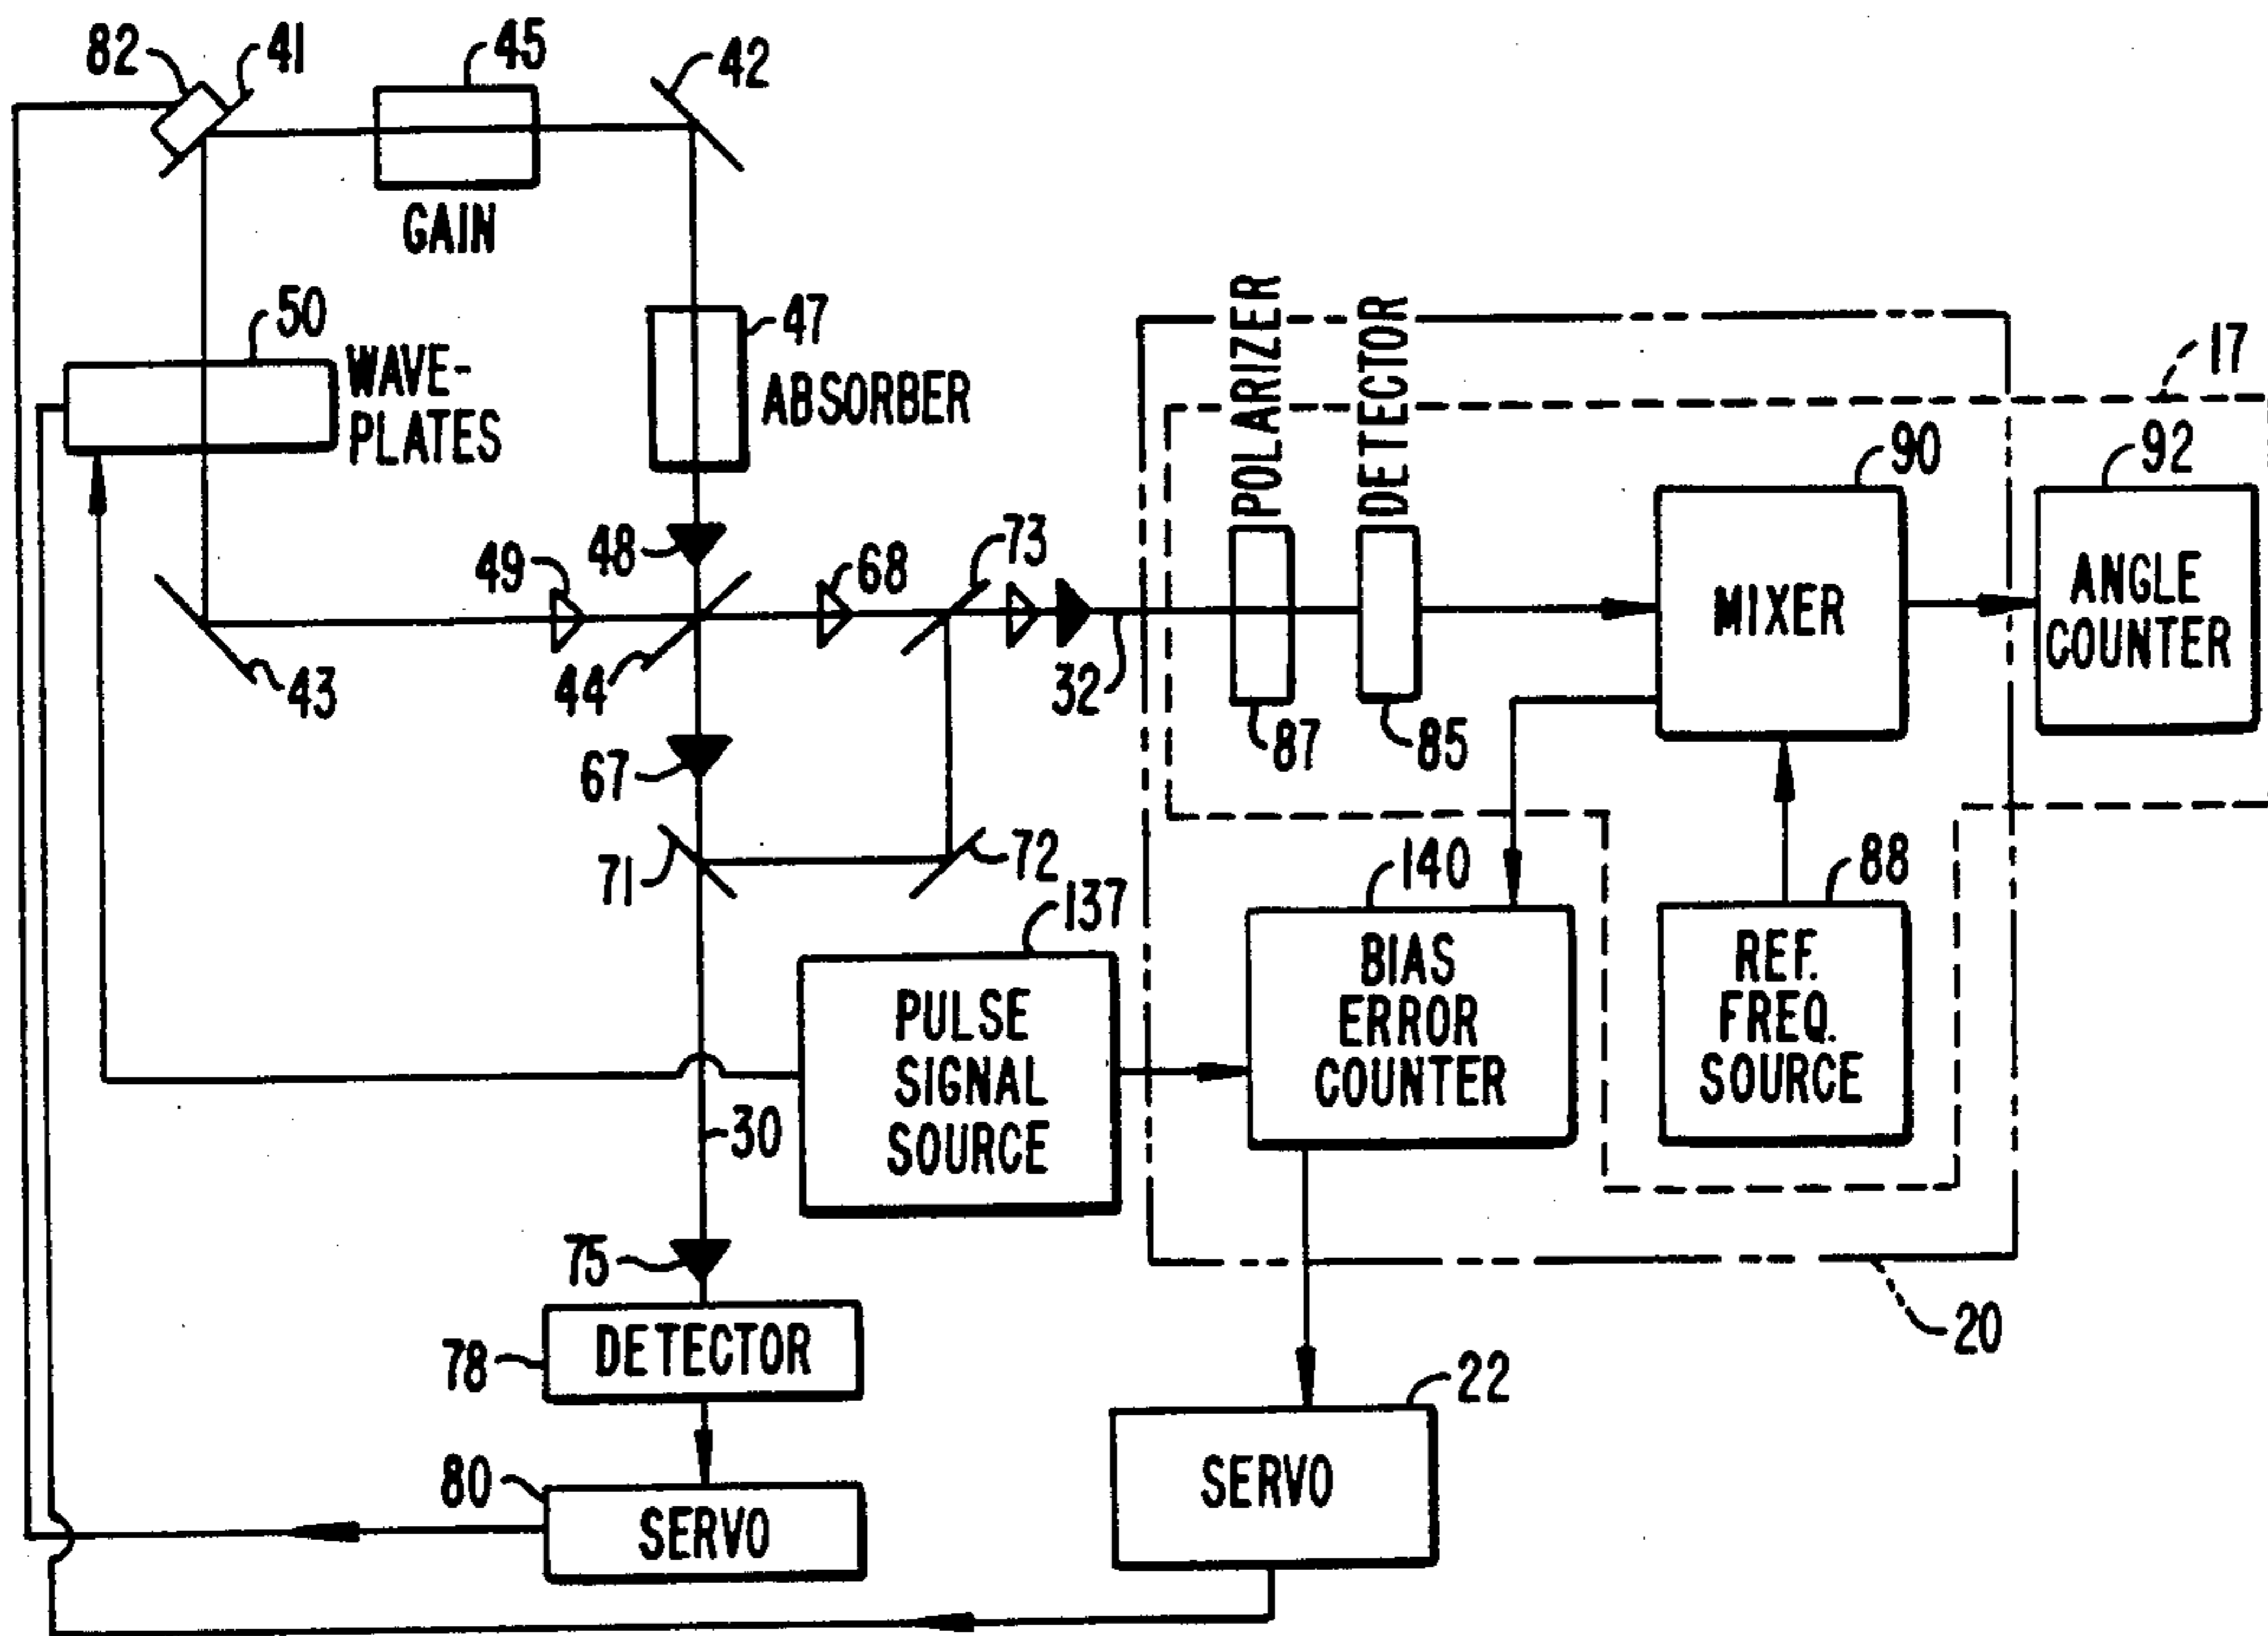 82
41
45
42
GAIN
50
WAVE-
PLATES
47
ABSORBER
POLARIZER
DETECTOR
17
90
92
49
48
68
73
MIXER
ANGLE
COUNTER
43
44
32
87
85
67
71
72
137
140
88
PULSE
SIGNAL
SOURCE
BIAS
ERROR
COUNTER
REF.
FREQ.
SOURCE
30
75
20
78
DETECTOR
22
80
SERVO
SERVO